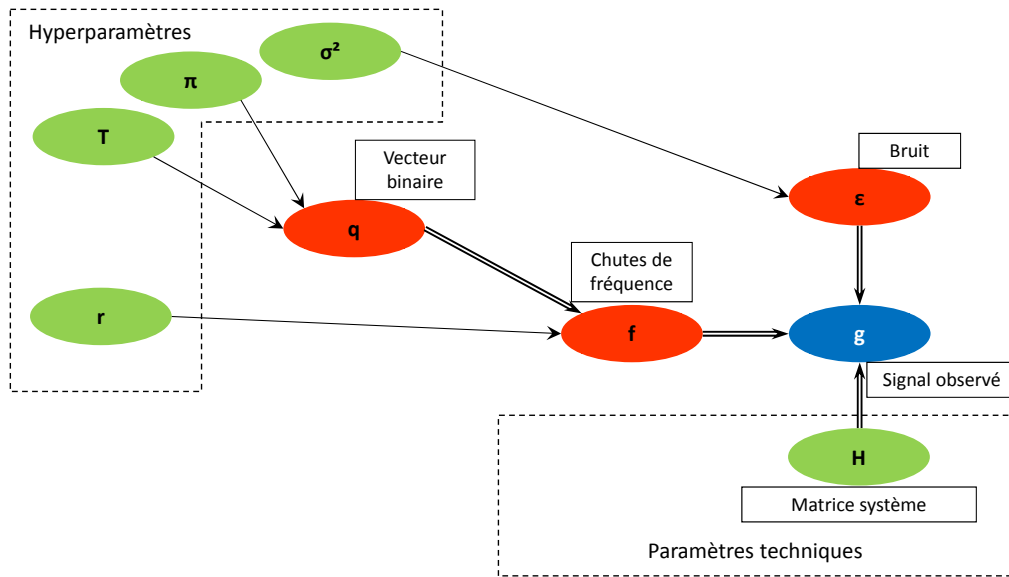 Hyperparamètres
σ²
π
T
Vecteur
binaire
Bruit
ε
q
Chutes de
fréquence
r
f
g
Signal observé
H
Matrice système
Paramètres techniques